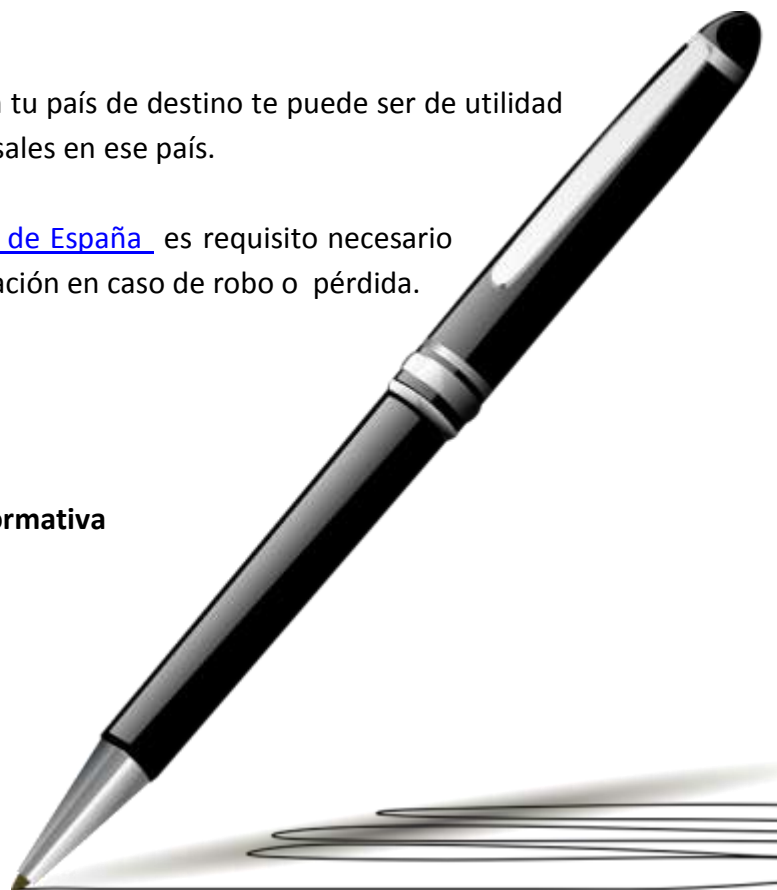 tu país de destino te puede ser de utilidad
sales en ese país.
de España es requisito necesario
ación en caso de robo o pérdida.
ormativa